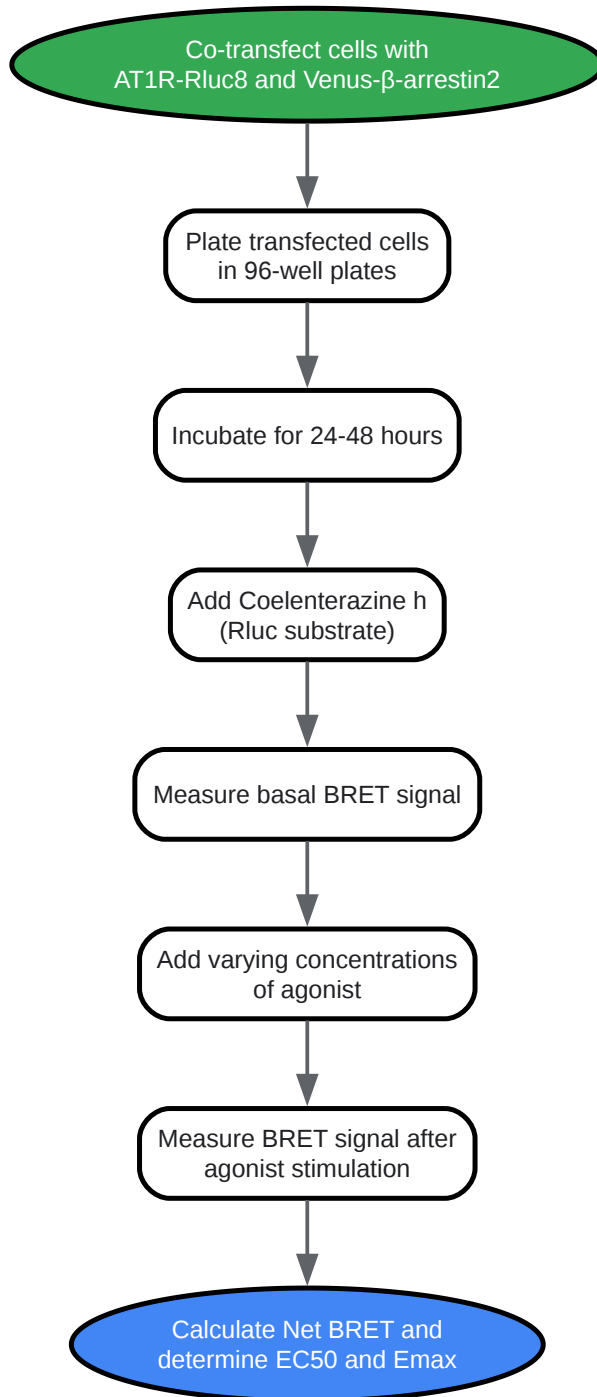 Co-transfect cells with
AT1R-Rluc8 and Venus-β-arrestin2
Plate transfected cells
in 96-well plates
Incubate for 24-48 hours
Add Coelenterazine h
(Rluc substrate)
Measure basal BRET signal
Add varying concentrations
of agonist
Measure BRET signal after
agonist stimulation
Calculate Net BRET and
determine EC50 and Emax